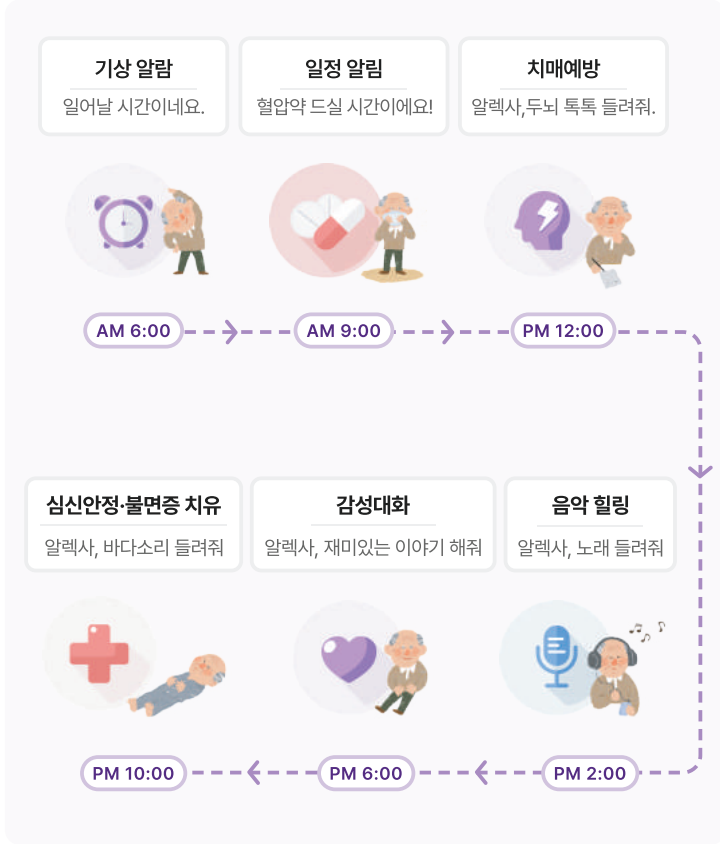 기상 알람
일어날 시간이네요.
일정 알림
혈압약 드실 시간이에요!
치매예방
알렉사,두뇌 톡톡 들려줘.
AM 6:00
AM 9:00
PM 12:00
음악 힐링
알렉사, 노래 들려줘
감성대화
알렉사, 재미있는 이야기 해줘
심신안정·불면증 치유
알렉사, 바다소리 들려줘
PM 2:00
PM 6:00
PM 10:00